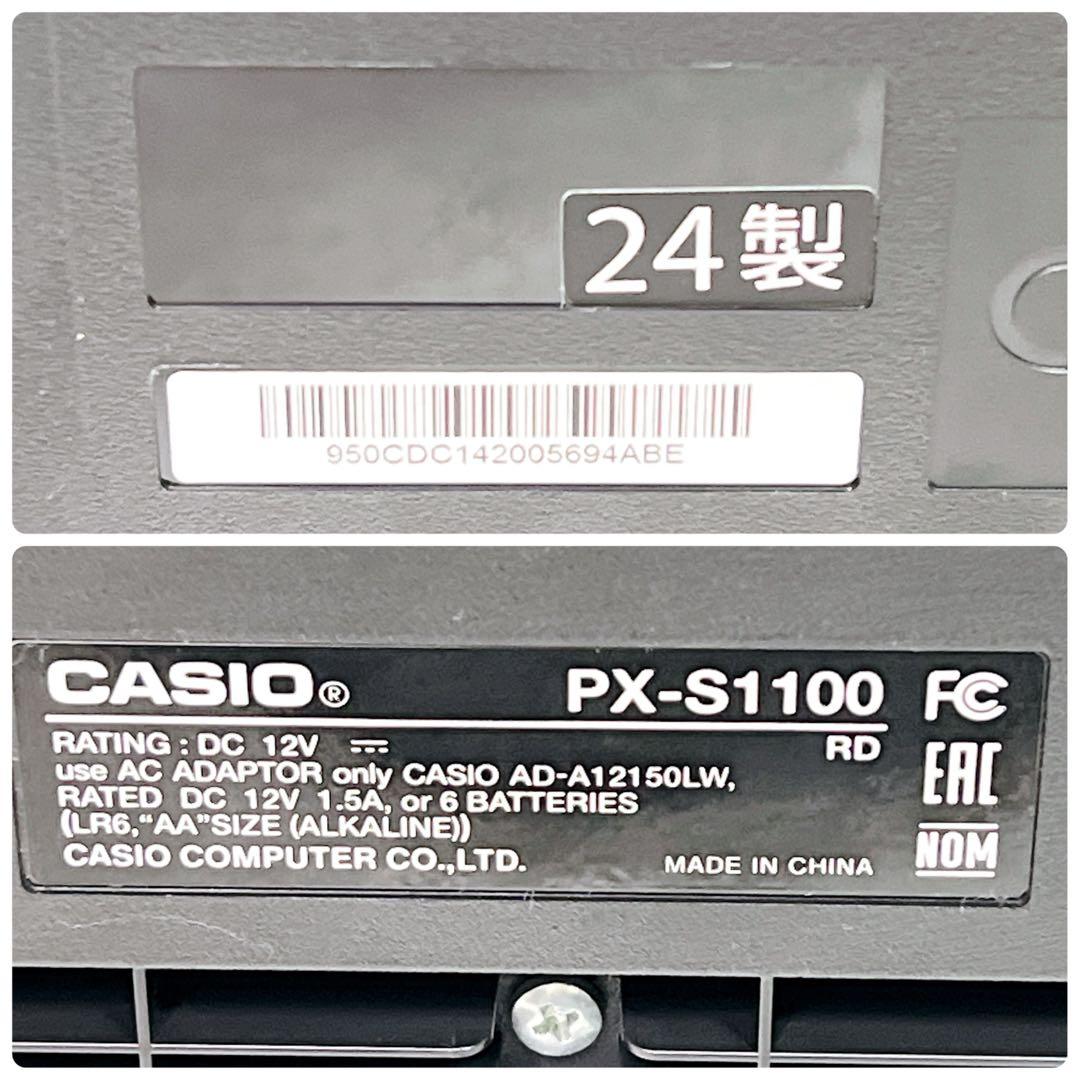 24製
950CDC142005694ABE
CASIO®
PX-S1100
RD
RATING : DC 12V ⎓
use AC ADAPTOR only CASIO AD-A12150LW,
RATED DC 12V 1.5A, or 6 BATTERIES
(LR6,“AA”SIZE (ALKALINE))
CASIO COMPUTER CO.,LTD.
MADE IN CHINA
FC
EAC
NOM